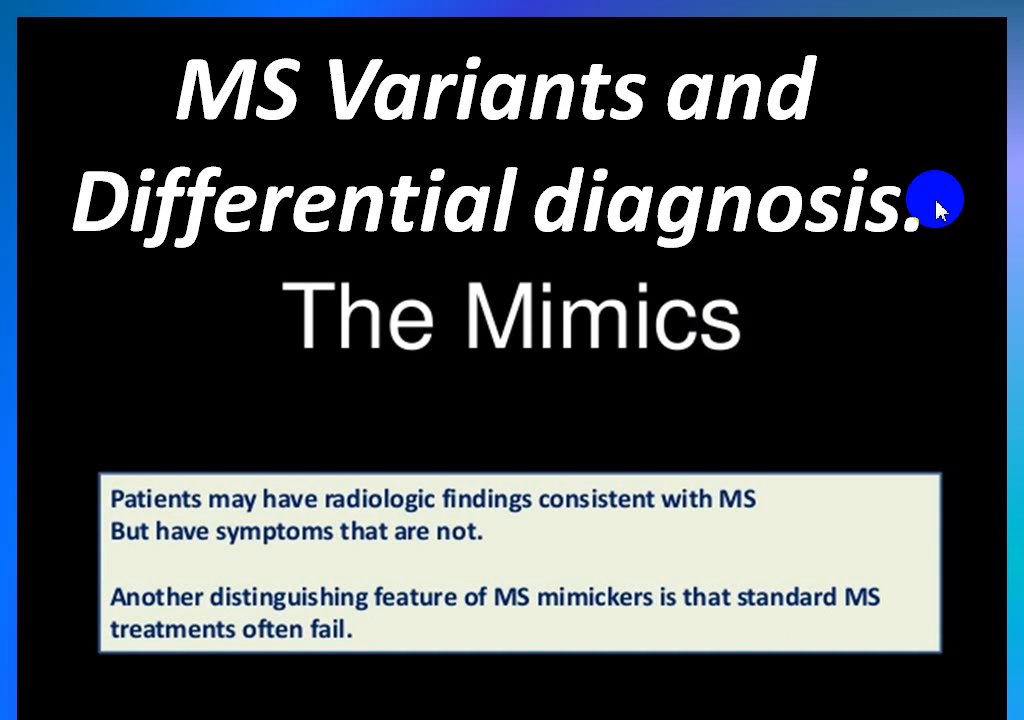 MS Variants and
Differential diagnosis.
The Mimics
Patients may have radiologic findings consistent with MS
But have symptoms that are not.
Another distinguishing feature of MS mimickers is that standard MS
treatments often fail.